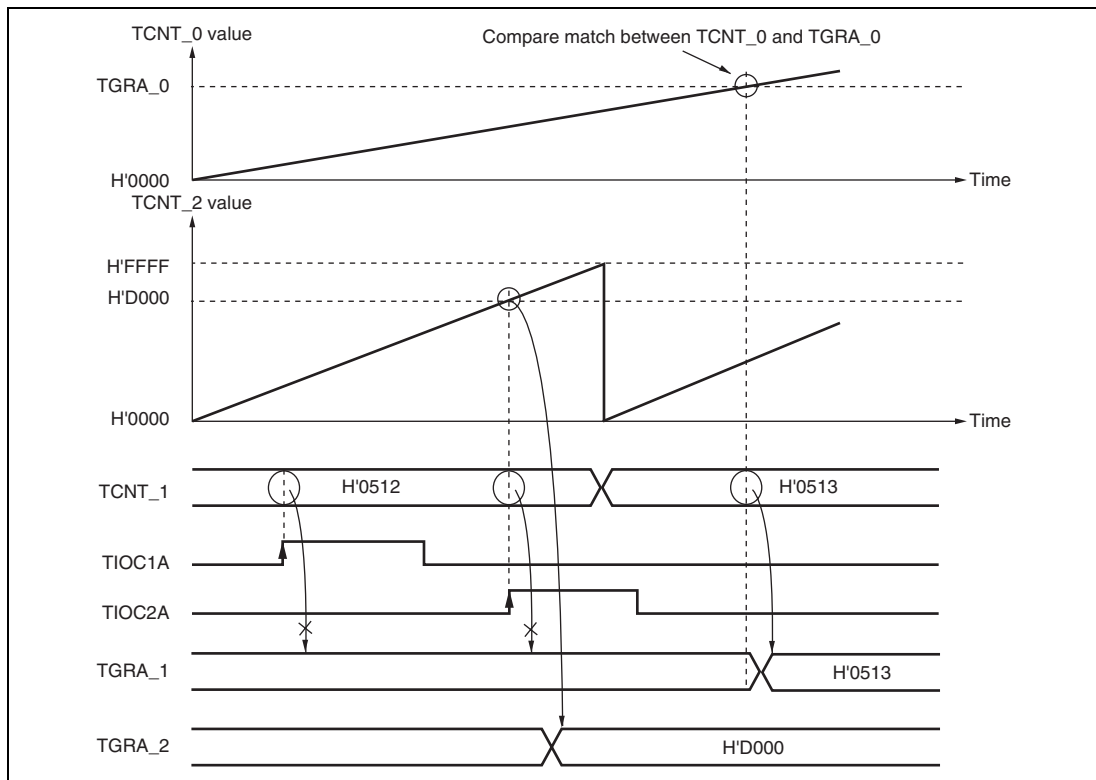 TCNT_0 value
Compare match between TCNT_0 and TGRA_0
TGRA_0
H'0000
Time
TCNT_2 value
H'FFFF
H'D000
H'0000
Time
TCNT_1
H'0512
H'0513
TIOC1A
TIOC2A
TGRA_1
H'0513
TGRA_2
H'D000